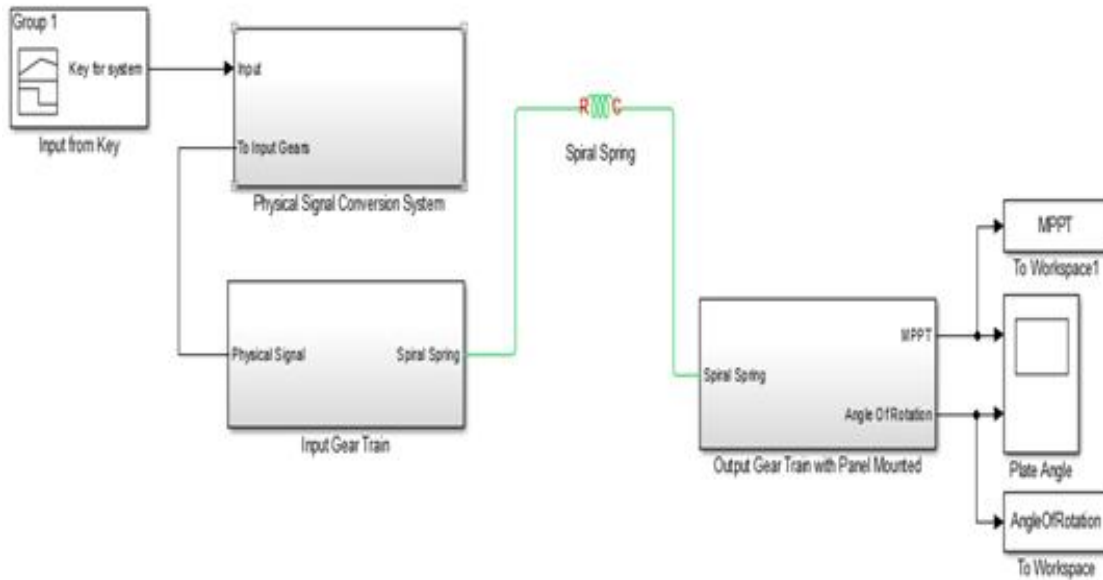 Group 1
Key for system
Input from Key
Input
To Input Gears
Physical Signal Conversion System
R C
Spiral Spring
Physical Signal
Spiral Spring
Input Gear Train
Spiral Spring
MPPT
Angle Of Rotation
Output Gear Train with Panel Mounted
MPPT
To Workspace1
Plate Angle
AngleOfRotation
To Workspace